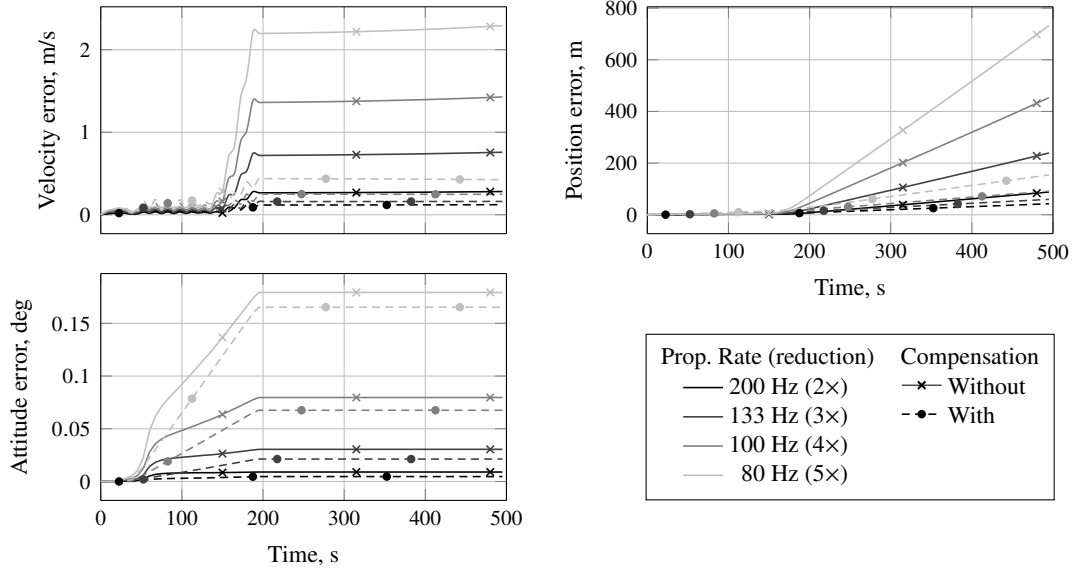 2
1
0
Velocity error, m/s
800
600
400
200
0
Position error, m
0 100 200 300 400 500
Time, s
0.15
0.1
0.05
0
Attitude error, deg
0 100 200 300 400 500
Time, s
Prop. Rate (reduction) Compensation
200 Hz (2×) Without
133 Hz (3×) With
100 Hz (4×)
80 Hz (5×)